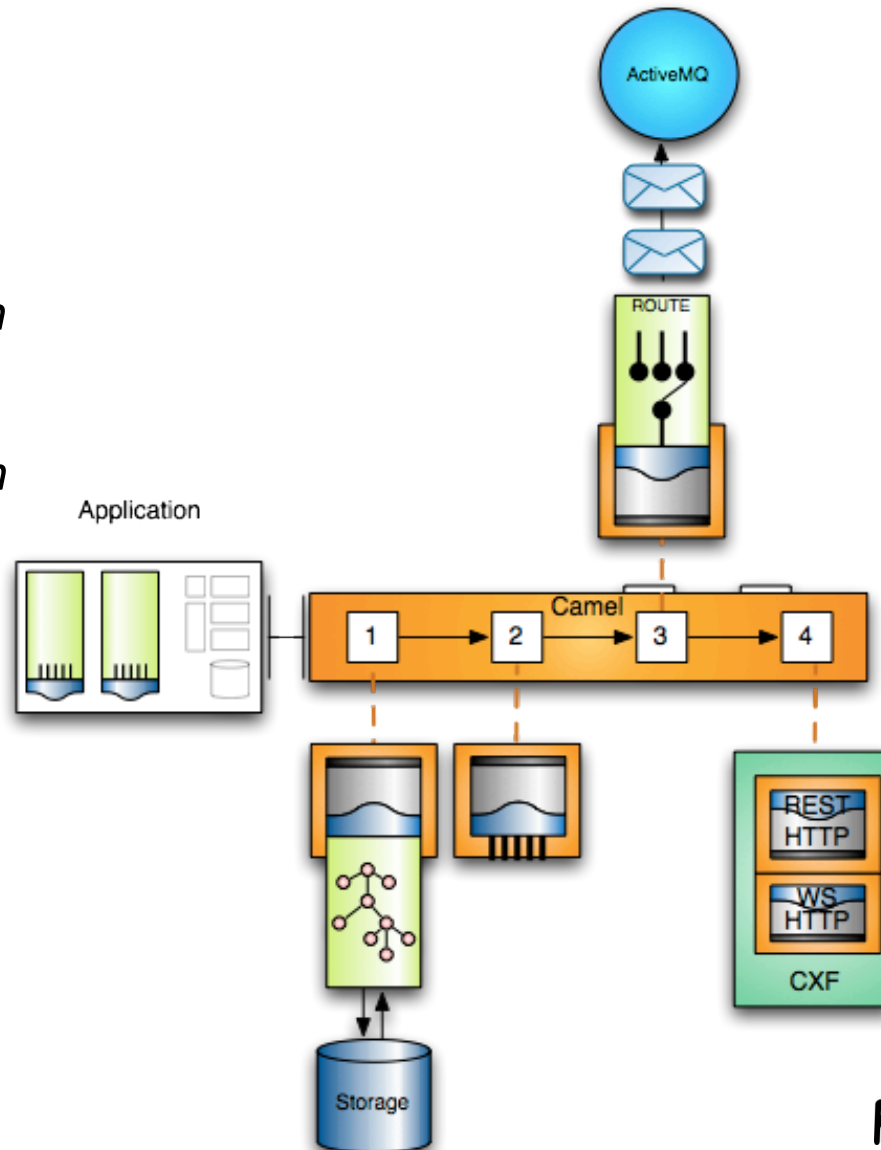 ActiveMQ
ROUTE
Application
Camel
1 2 3 4
REST
HTTP
WS
HTTP
CXF
Storage